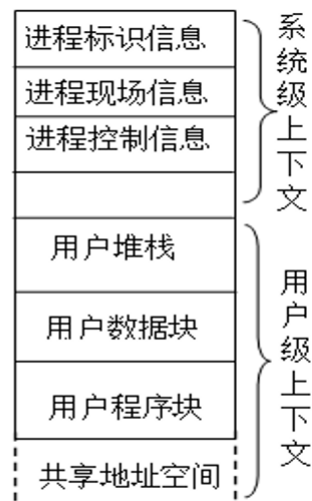 进程标识信息
进程现场信息
进程控制信息
系统级上下文
用户堆栈
用户数据块
用户程序块
共享地址空间
用户级上下文